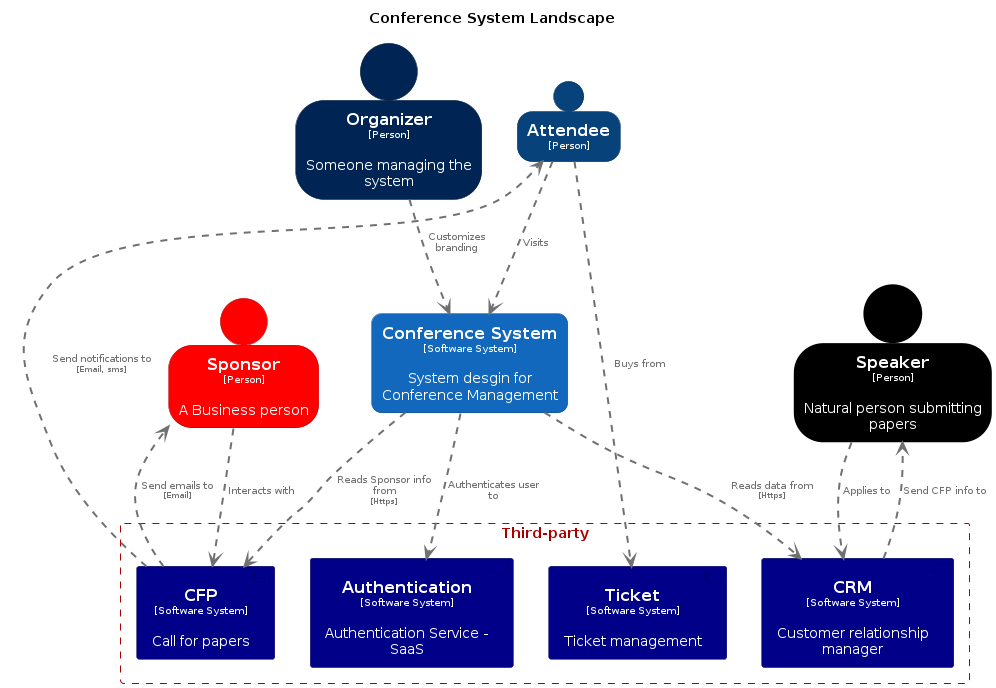 Conference System Landscape
Organizer
[Person]
Someone managing the
system
Attendee
[Person]
Customizes
branding
Visits
Sponsor
[Person]
A Business person
Conference System
[Software System]
System desgin for
Conference Management
Speaker
[Person]
Natural person submitting
papers
Send notifications to
[Email, sms]
Buys from
Send emails to
[Email]
Interacts with
Reads Sponsor info
from
[Https]
Authenticates user
to
Reads data from
[Https]
Applies to
Send CFP info to
Third-party
CFP
[Software System]
Call for papers
Authentication
[Software System]
Authentication Service -
SaaS
Ticket
[Software System]
Ticket management
CRM
[Software System]
Customer relationship
manager